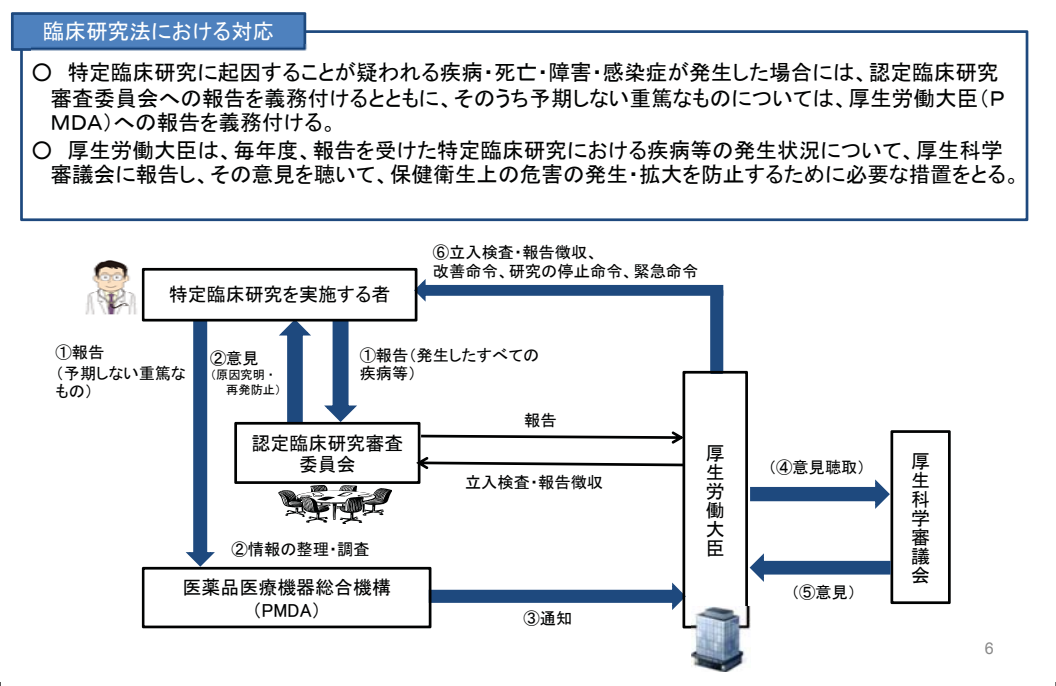 臨床研究法における対応
○ 特定臨床研究に起因することが疑われる疾病・死亡・障害・感染症が発生した場合には、認定臨床研究
審査委員会への報告を義務付けるとともに、そのうち予期しない重篤なものについては、厚生労働大臣(P
MDA)への報告を義務付ける。
○ 厚生労働大臣は、毎年度、報告を受けた特定臨床研究における疾病等の発生状況について、厚生科学
審議会に報告し、その意見を聴いて、保健衛生上の危害の発生・拡大を防止するために必要な措置をとる。
⑥立入検査・報告徴収、
改善命令、研究の停止命令、緊急命令
特定臨床研究を実施する者
①報告
(予期しない重篤な
もの)
②意見
(原因究明・
再発防止)
①報告(発生したすべての
疾病等)
認定臨床研究審査
委員会
報告
立入検査・報告徴収
厚生労働大臣
(④意見聴取)
(⑤意見)
厚生科学審議会
②情報の整理・調査
医薬品医療機器総合機構
(PMDA)
③通知
6